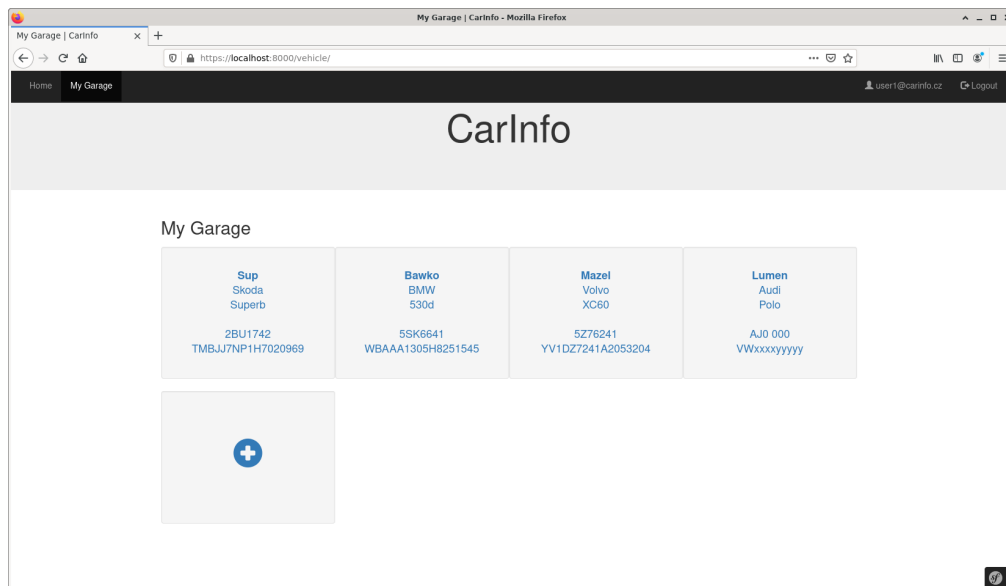 My Garage | CarInfo - Mozilla Firefox
My Garage | CarInfo
https://localhost:8000/vehicle/
Home My Garage user1@carinfo.cz Logout
CarInfo
My Garage
Sup
Skoda
Superb
2BU1742
TMBJJ7NP1H7020969
Bawko
BMW
530d
5SK6641
WBAAA1305H8251545
Mazel
Volvo
XC60
5Z76241
YV1DZ7241A2053204
Lumen
Audi
Polo
AJ0 000
VWxxxxyyyyy